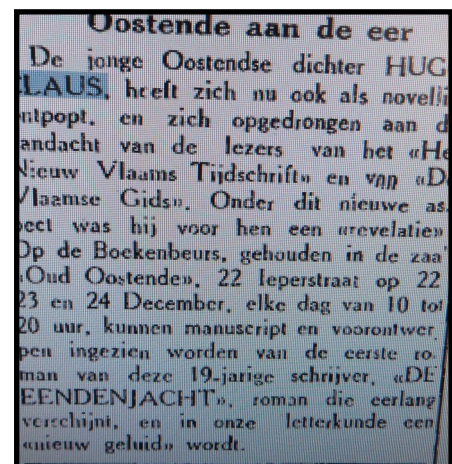 Oostende aan de eer
De jonge Oostendse dichter HUG
LAUS, heeft zich nu ook als novelli
ntpopt, en zich opgedrongen aan d
andacht van de lezers van het «He
Nieuw Vlaams Tijdschrift» en van «D
Vlaamse Gids». Onder dit nieuwe as
pect was hij voor hen een «revelatie»
Op de Boekenbeurs, gehouden in de zaa
«Oud Oostende», 22 Ieperstraat op 22
23 en 24 December, elke dag van 10 tot
20 uur, kunnen manuscript en voorontwer
pen ingezien worden van de eerste ro-
man van deze 19-jarige schrijver, «DE
EENDENJACHT», roman die eerlang
verschijnt, en in onze letterkunde een
«nieuw geluid» wordt.